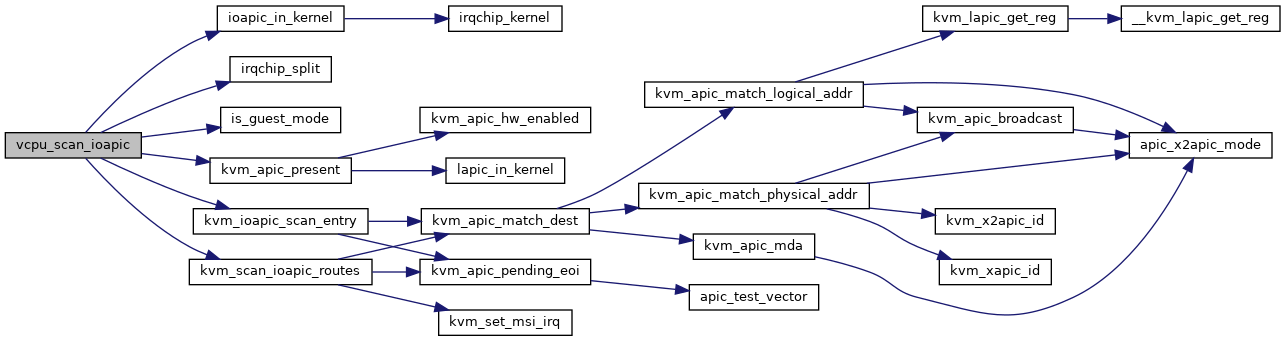 vcpu_scan_ioapic
ioapic_in_kernel
irqchip_kernel
irqchip_split
is_guest_mode
kvm_apic_present
kvm_apic_hw_enabled
lapic_in_kernel
kvm_ioapic_scan_entry
kvm_scan_ioapic_routes
kvm_apic_match_dest
kvm_apic_pending_eoi
kvm_set_msi_irq
kvm_apic_match_logical_addr
kvm_apic_match_physical_addr
kvm_apic_mda
apic_test_vector
kvm_lapic_get_reg
__kvm_lapic_get_reg
kvm_apic_broadcast
apic_x2apic_mode
kvm_x2apic_id
kvm_xapic_id